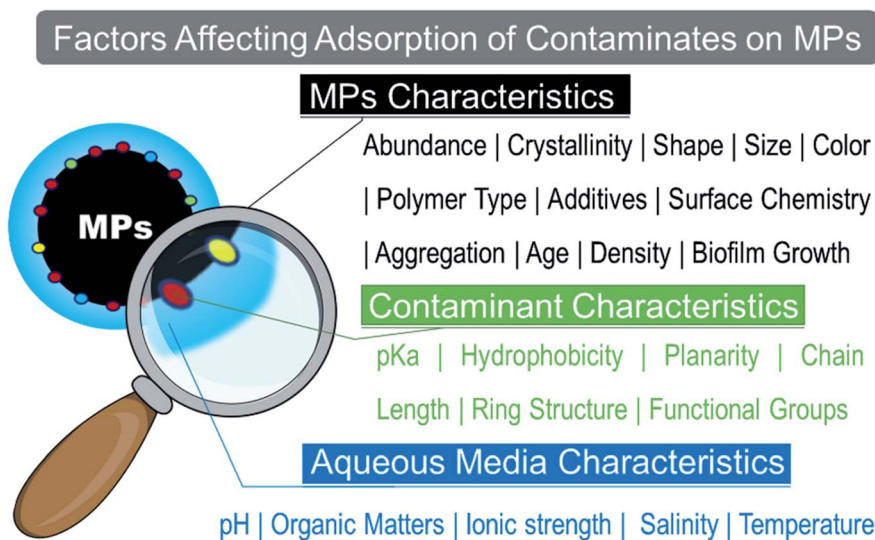 Factors Affecting Adsorption of Contaminates on MPs
MPs Characteristics
Abundance | Crystallinity | Shape | Size | Color
| Polymer Type | Additives | Surface Chemistry
| Aggregation | Age | Density | Biofilm Growth
MPs
Contaminant Characteristics
pKa | Hydrophobicity | Planarity | Chain
Length | Ring Structure | Functional Groups
Aqueous Media Characteristics
pH | Organic Matters | Ionic strength | Salinity | Temperature